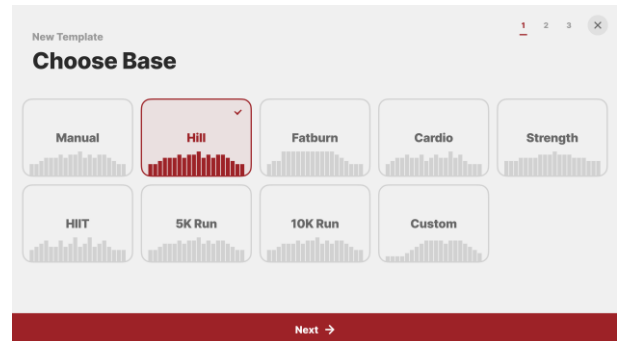 New Template
1 2 3
Choose Base
Manual
Hill
Fatburn
Cardio
Strength
HIIT
5K Run
10K Run
Custom
Next →